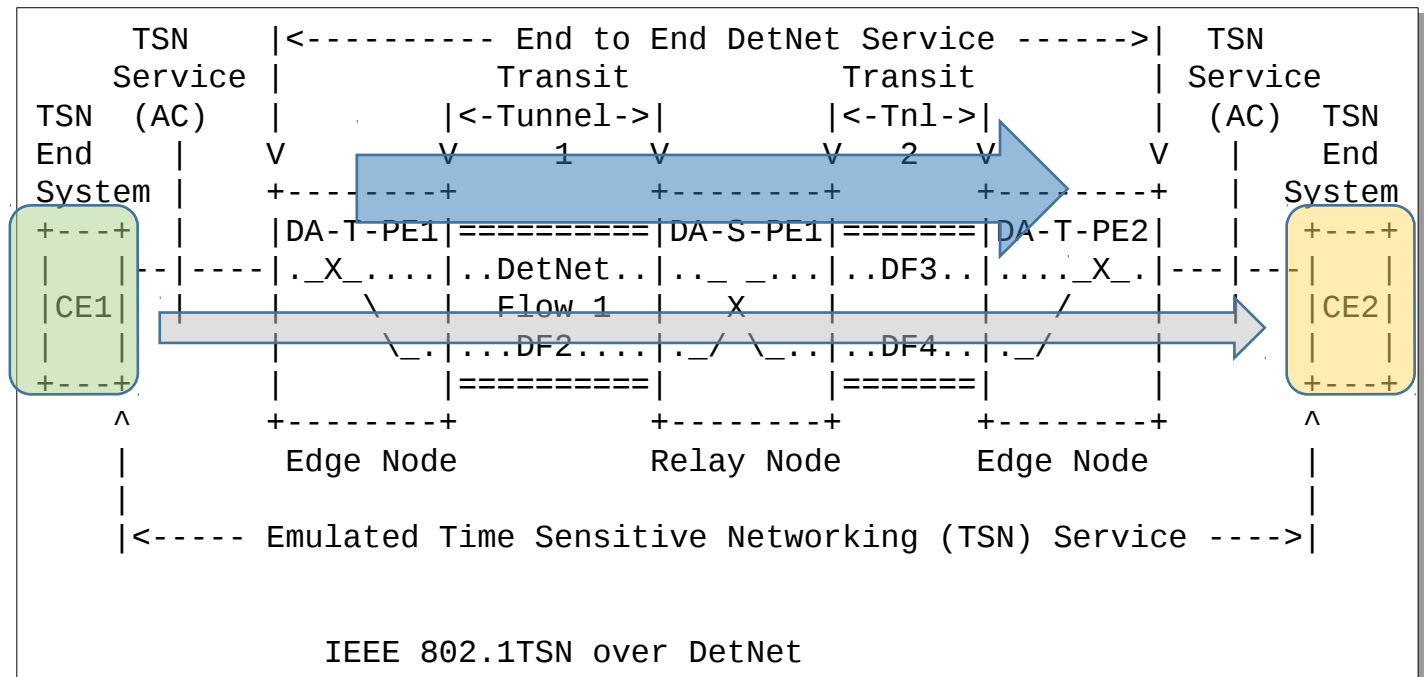 TSN |<---------- End to End DetNet Service ------>| TSN
Service | Transit Transit | Service
TSN (AC) | |<-Tunnel->| |<-Tnl->| | (AC) TSN
End | V V 1 V V 2 V V | End
System | +--------+ +--------+ +--------+ | System
+---+ | |DA-T-PE1|==========|DA-S-PE1|=======|DA-T-PE2| | +---+
| |--|----|._X_....|..DetNet..|.._ _...|..DF3..|...._X_.|---|---| |
|CE1| | | \ | Flow 1 | X | | / | | |CE2|
| | | \_.|...DF2....|._/ \_..|..DF4..|._/ | | |
+---+ | |==========| |=======| | +---+
^ +--------+ +--------+ +--------+ ^
| Edge Node Relay Node Edge Node |
| |
|<----- Emulated Time Sensitive Networking (TSN) Service ---->|
IEEE 802.1TSN over DetNet